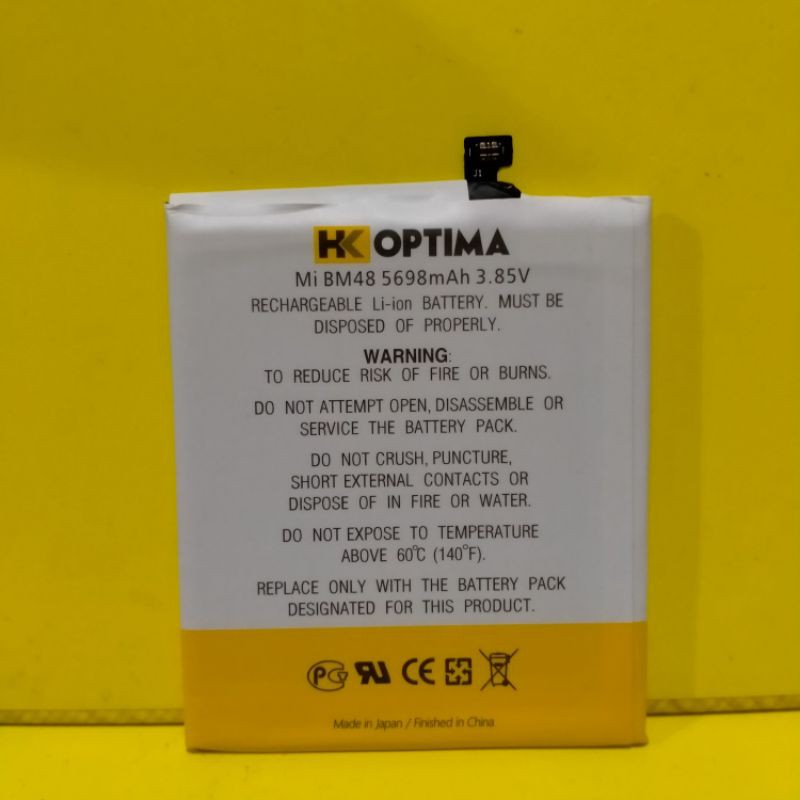 J1
HK OPTIMA
Mi BM48 5698mAh 3.85V
RECHARGEABLE Li-ion BATTERY. MUST BE
DISPOSED OF PROPERLY.
WARNING:
TO REDUCE RISK OF FIRE OR BURNS.
DO NOT ATTEMPT OPEN, DISASSEMBLE OR
SERVICE THE BATTERY PACK.
DO NOT CRUSH, PUNCTURE,
SHORT EXTERNAL CONTACTS OR
DISPOSE OF IN FIRE OR WATER.
DO NOT EXPOSE TO TEMPERATURE
ABOVE 60°C (140°F).
REPLACE ONLY WITH THE BATTERY PACK
DESIGNATED FOR THIS PRODUCT.
PG RU CE
Made in Japan / Finished in China